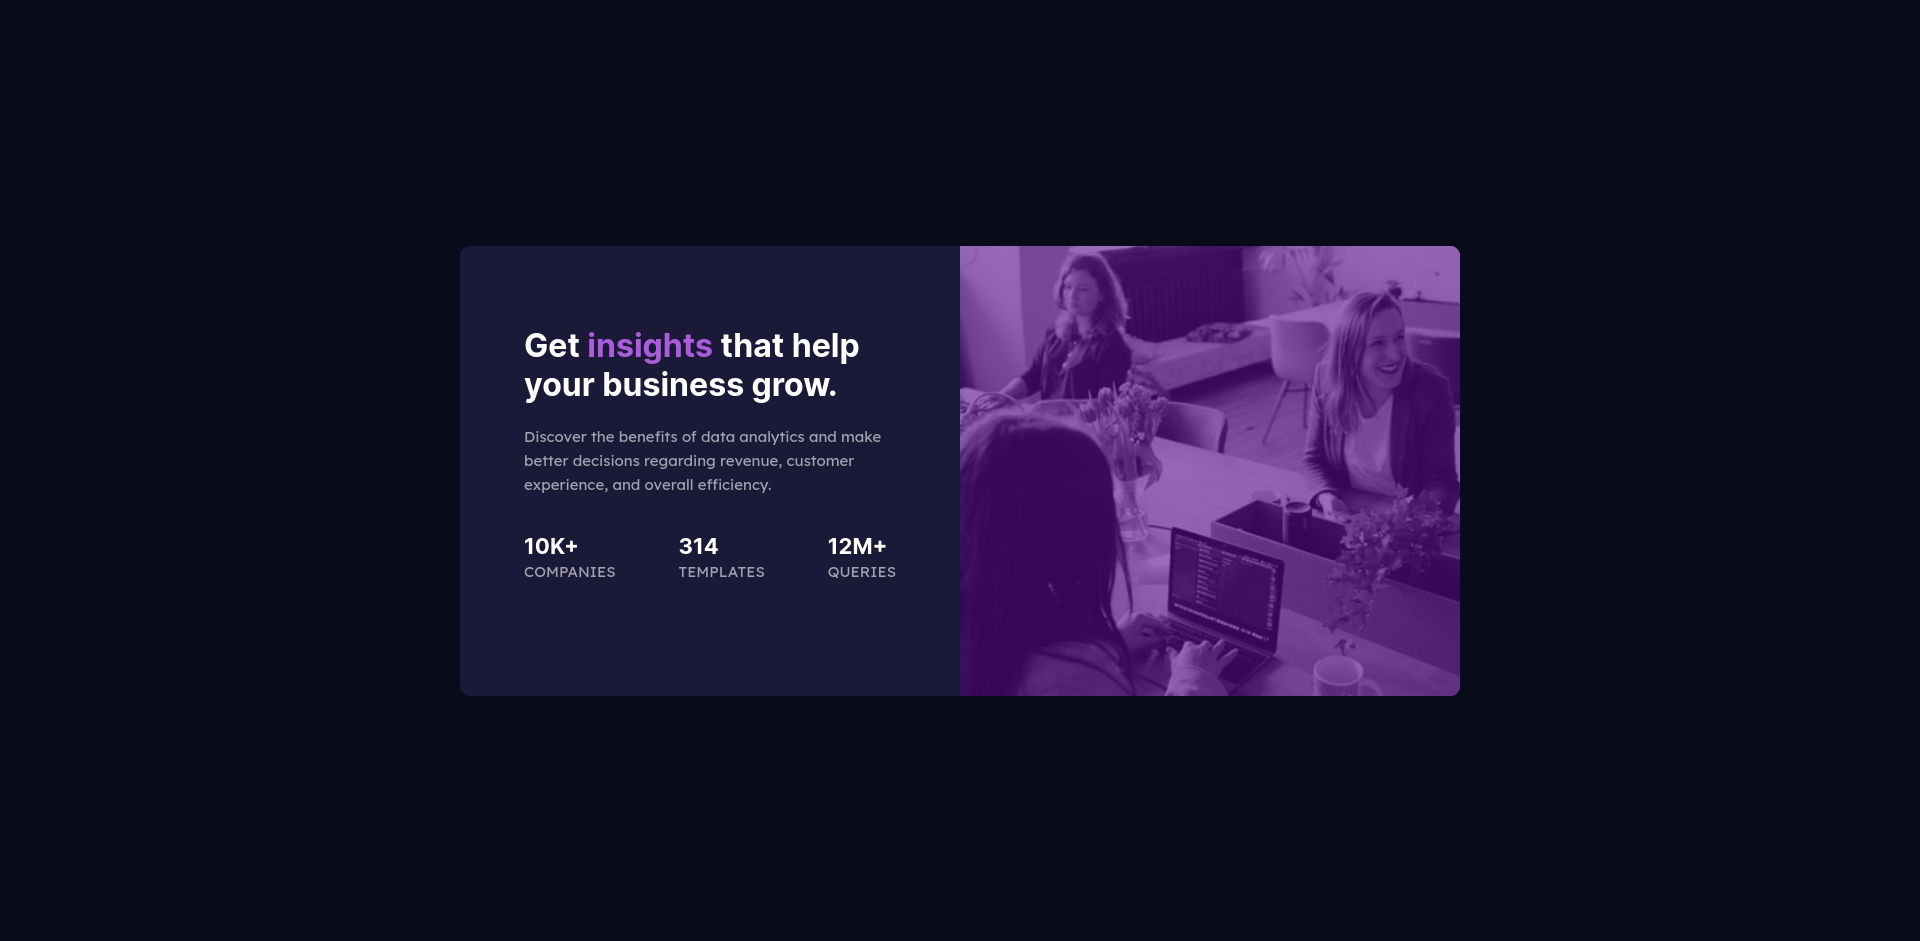 Get insights that help
your business grow.
Discover the benefits of data analytics and make
better decisions regarding revenue, customer
experience, and overall efficiency.
10K+ 314 12M+
COMPANIES TEMPLATES QUERIES